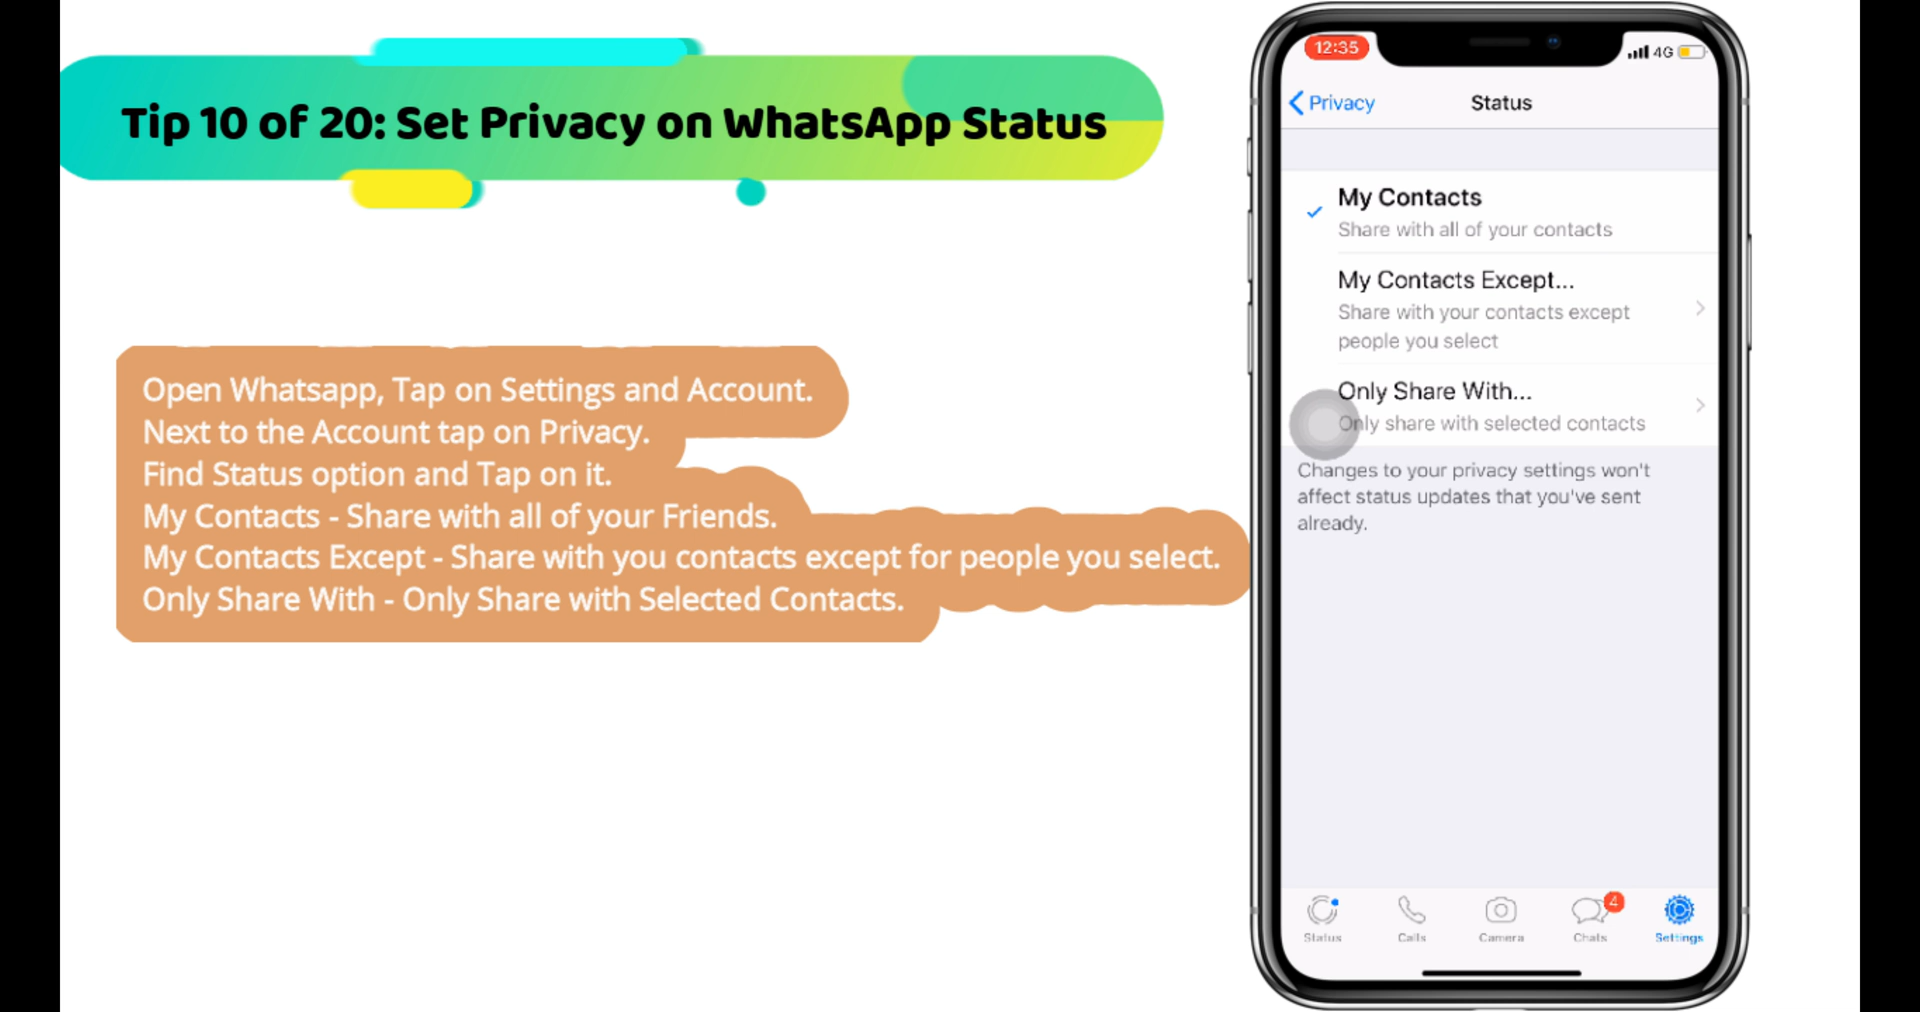 Tip 10 of 20: Set Privacy on WhatsApp Status
Open Whatsapp, Tap on Settings and Account.
Next to the Account tap on Privacy.
Find Status option and Tap on it.
My Contacts - Share with all of your Friends.
My Contacts Except - Share with you contacts except for people you select.
Only Share With - Only Share with Selected Contacts.
12:35
4G
Privacy
Status
My Contacts
Share with all of your contacts
My Contacts Except...
Share with your contacts except
people you select
Only Share With...
Only share with selected contacts
Changes to your privacy settings won't
affect status updates that you've sent
already.
4
Status
Calls
Camera
Chats
Settings